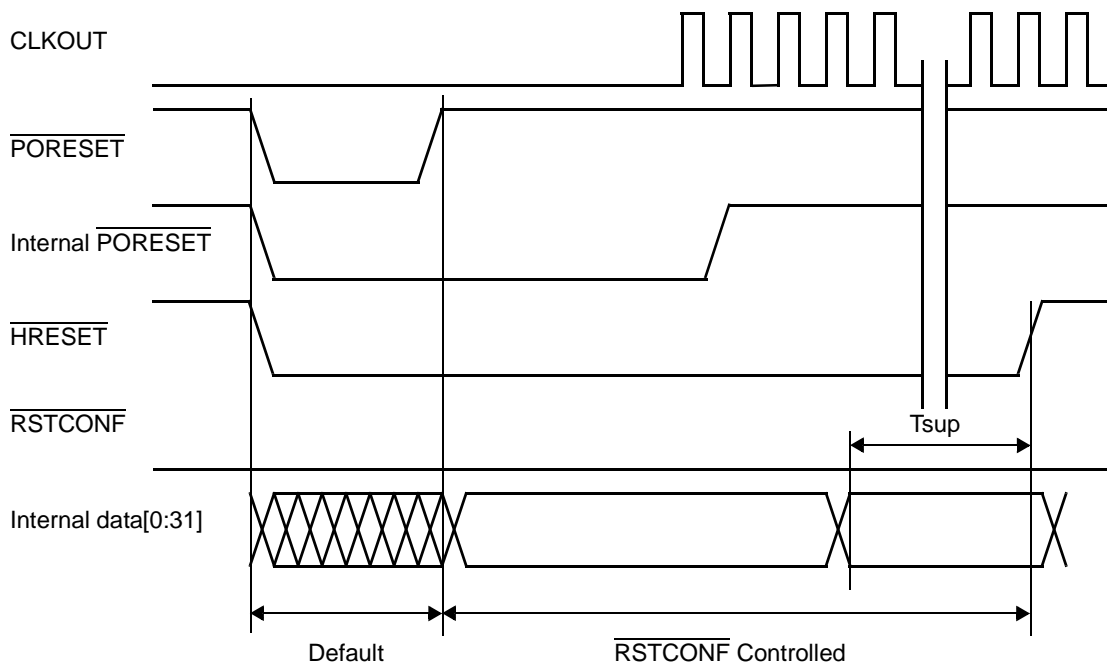 CLKOUT
PORESET
Internal PORESET
HRESET
RSTCONF
Tsup
Internal data[0:31]
Default
RSTCONF Controlled